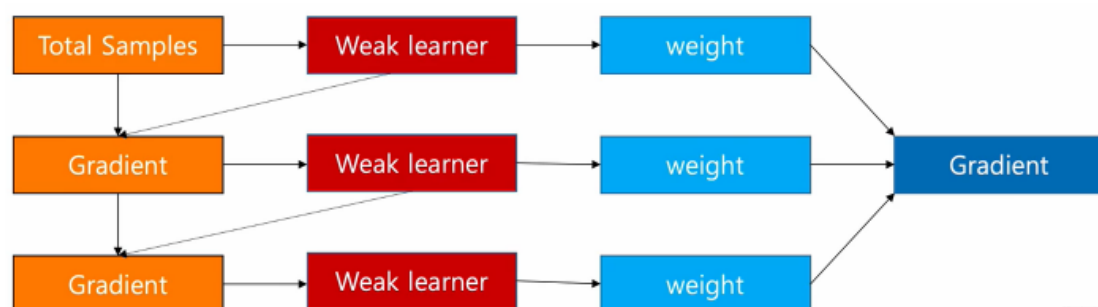 Total Samples
Weak learner
weight
Gradient
Weak learner
weight
Gradient
Gradient
Weak learner
weight